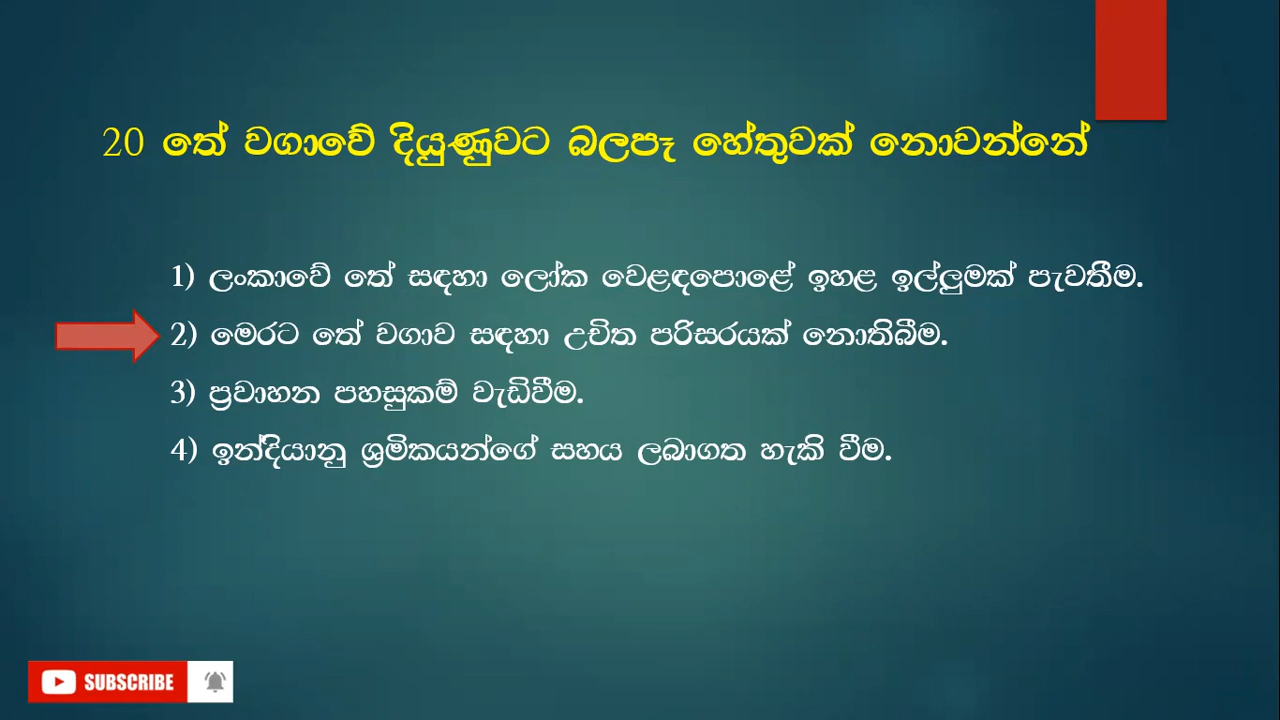 20 තේ වගාවේ දියුණුවට බලපෑ හේතුවක් නොවන්නේ
1) ලංකාවේ තේ සඳහා ලෝක වෙළඳපොළේ ඉහළ ඉල්ලුමක් පැවතීම.
2) මෙරට තේ වගාව සඳහා උචිත පරිසරයක් නොතිබීම.
3) ප්‍රවාහන පහසුකම් වැඩිවීම.
4) ඉන්දියානු ශ්‍රමිකයන්ගේ සහය ලබාගත හැකි වීම.
SUBSCRIBE